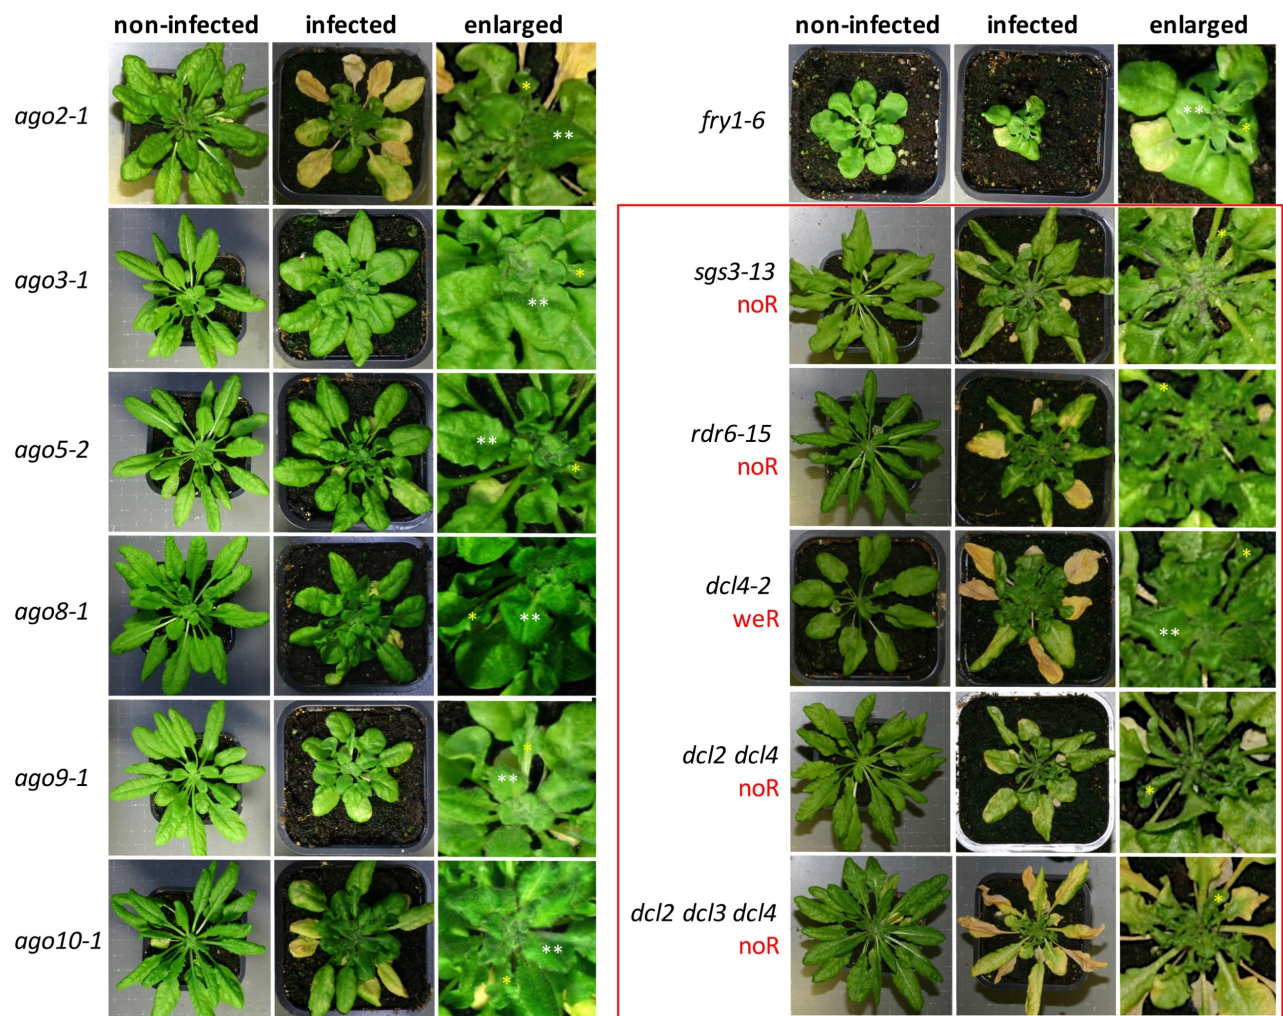 non-infected infected enlarged
ago2-1
* **
ago3-1
* **
ago5-2
** *
ago8-1
* **
ago9-1
* **
ago10-1
** *
non-infected infected enlarged
fry1-6
** *
sgs3-13
noR
*
rdr6-15
noR
*
dcl4-2
weR
* **
dcl2 dcl4
noR
*
dcl2 dcl3 dcl4
noR
*